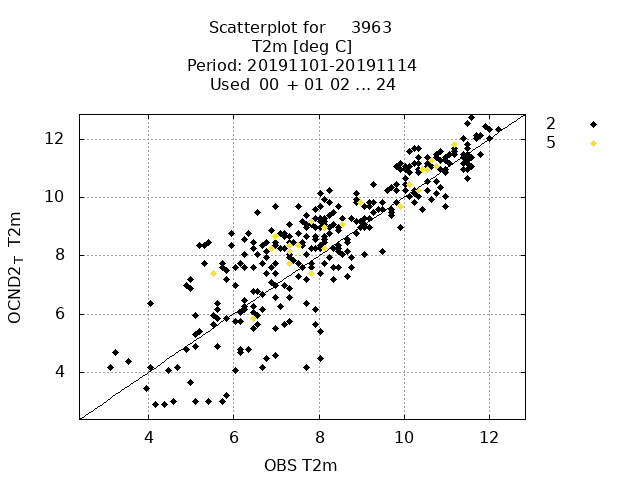 Scatterplot for 3963
T2m [deg C]
Period: 20191101-20191114
Used 00 + 01 02 ... 24
2
5
12
10
8
6
4
OCND2T T2m
4 6 8 10 12
OBS T2m